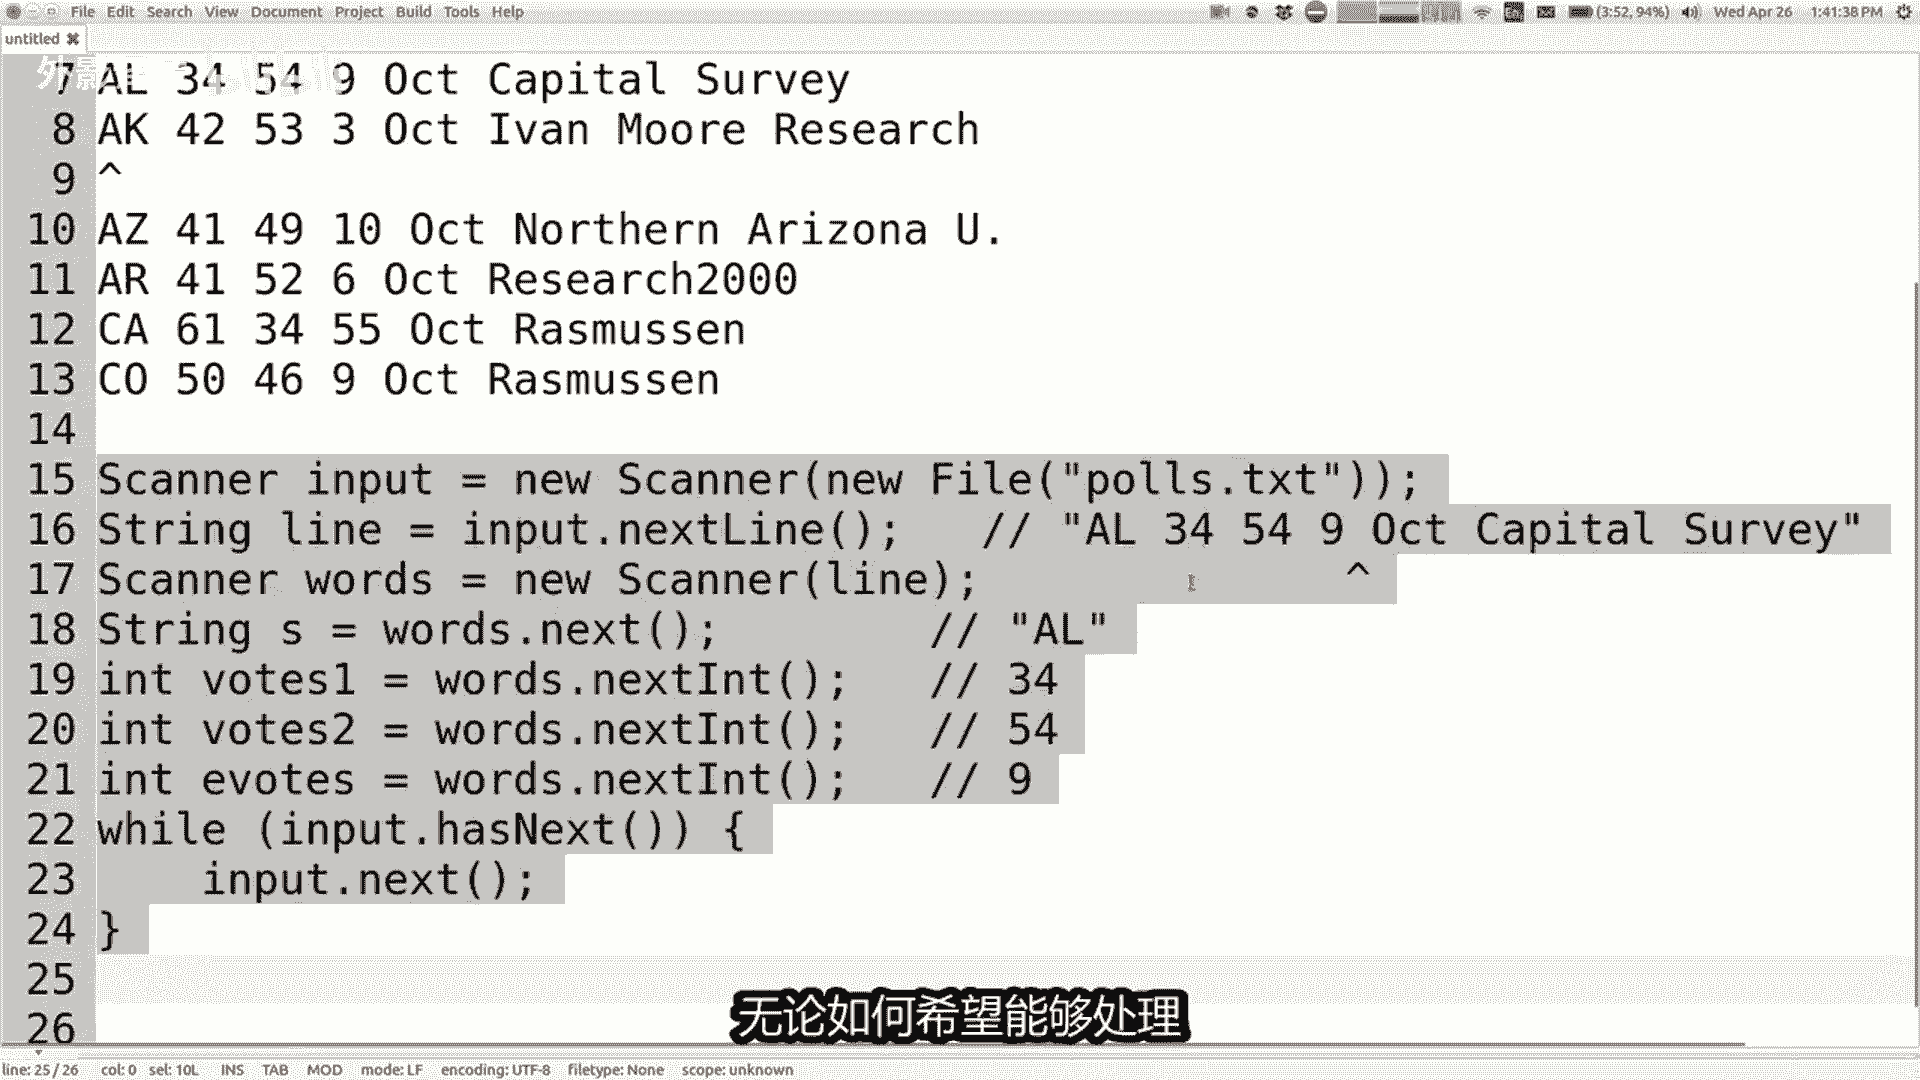 File Edit Search View Document Project Build Tools Help (3:52, 94%) Wed Apr 26 1:41:38 PM
untitled
7 AL 34 54 9 Oct Capital Survey
8 AK 42 53 3 Oct Ivan Moore Research
9 ^
10 AZ 41 49 10 Oct Northern Arizona U.
11 AR 41 52 6 Oct Research2000
12 CA 61 34 55 Oct Rasmussen
13 CO 50 46 9 Oct Rasmussen
14
15 Scanner input = new Scanner(new File("polls.txt"));
16 String line = input.nextLine();   // "AL 34 54 9 Oct Capital Survey"
17 Scanner words = new Scanner(line);              ^
18 String s = words.next();        // "AL"
19 int votes1 = words.nextInt();   // 34
20 int votes2 = words.nextInt();   // 54
21 int evotes = words.nextInt();   // 9
22 while (input.hasNext()) {
23     input.next();
24 }
25
26
无论如何希望能够处理
line: 25 / 26 col: 0 sel: 10L INS TAB MOD mode: LF encoding: UTF-8 filetype: None scope: unknown